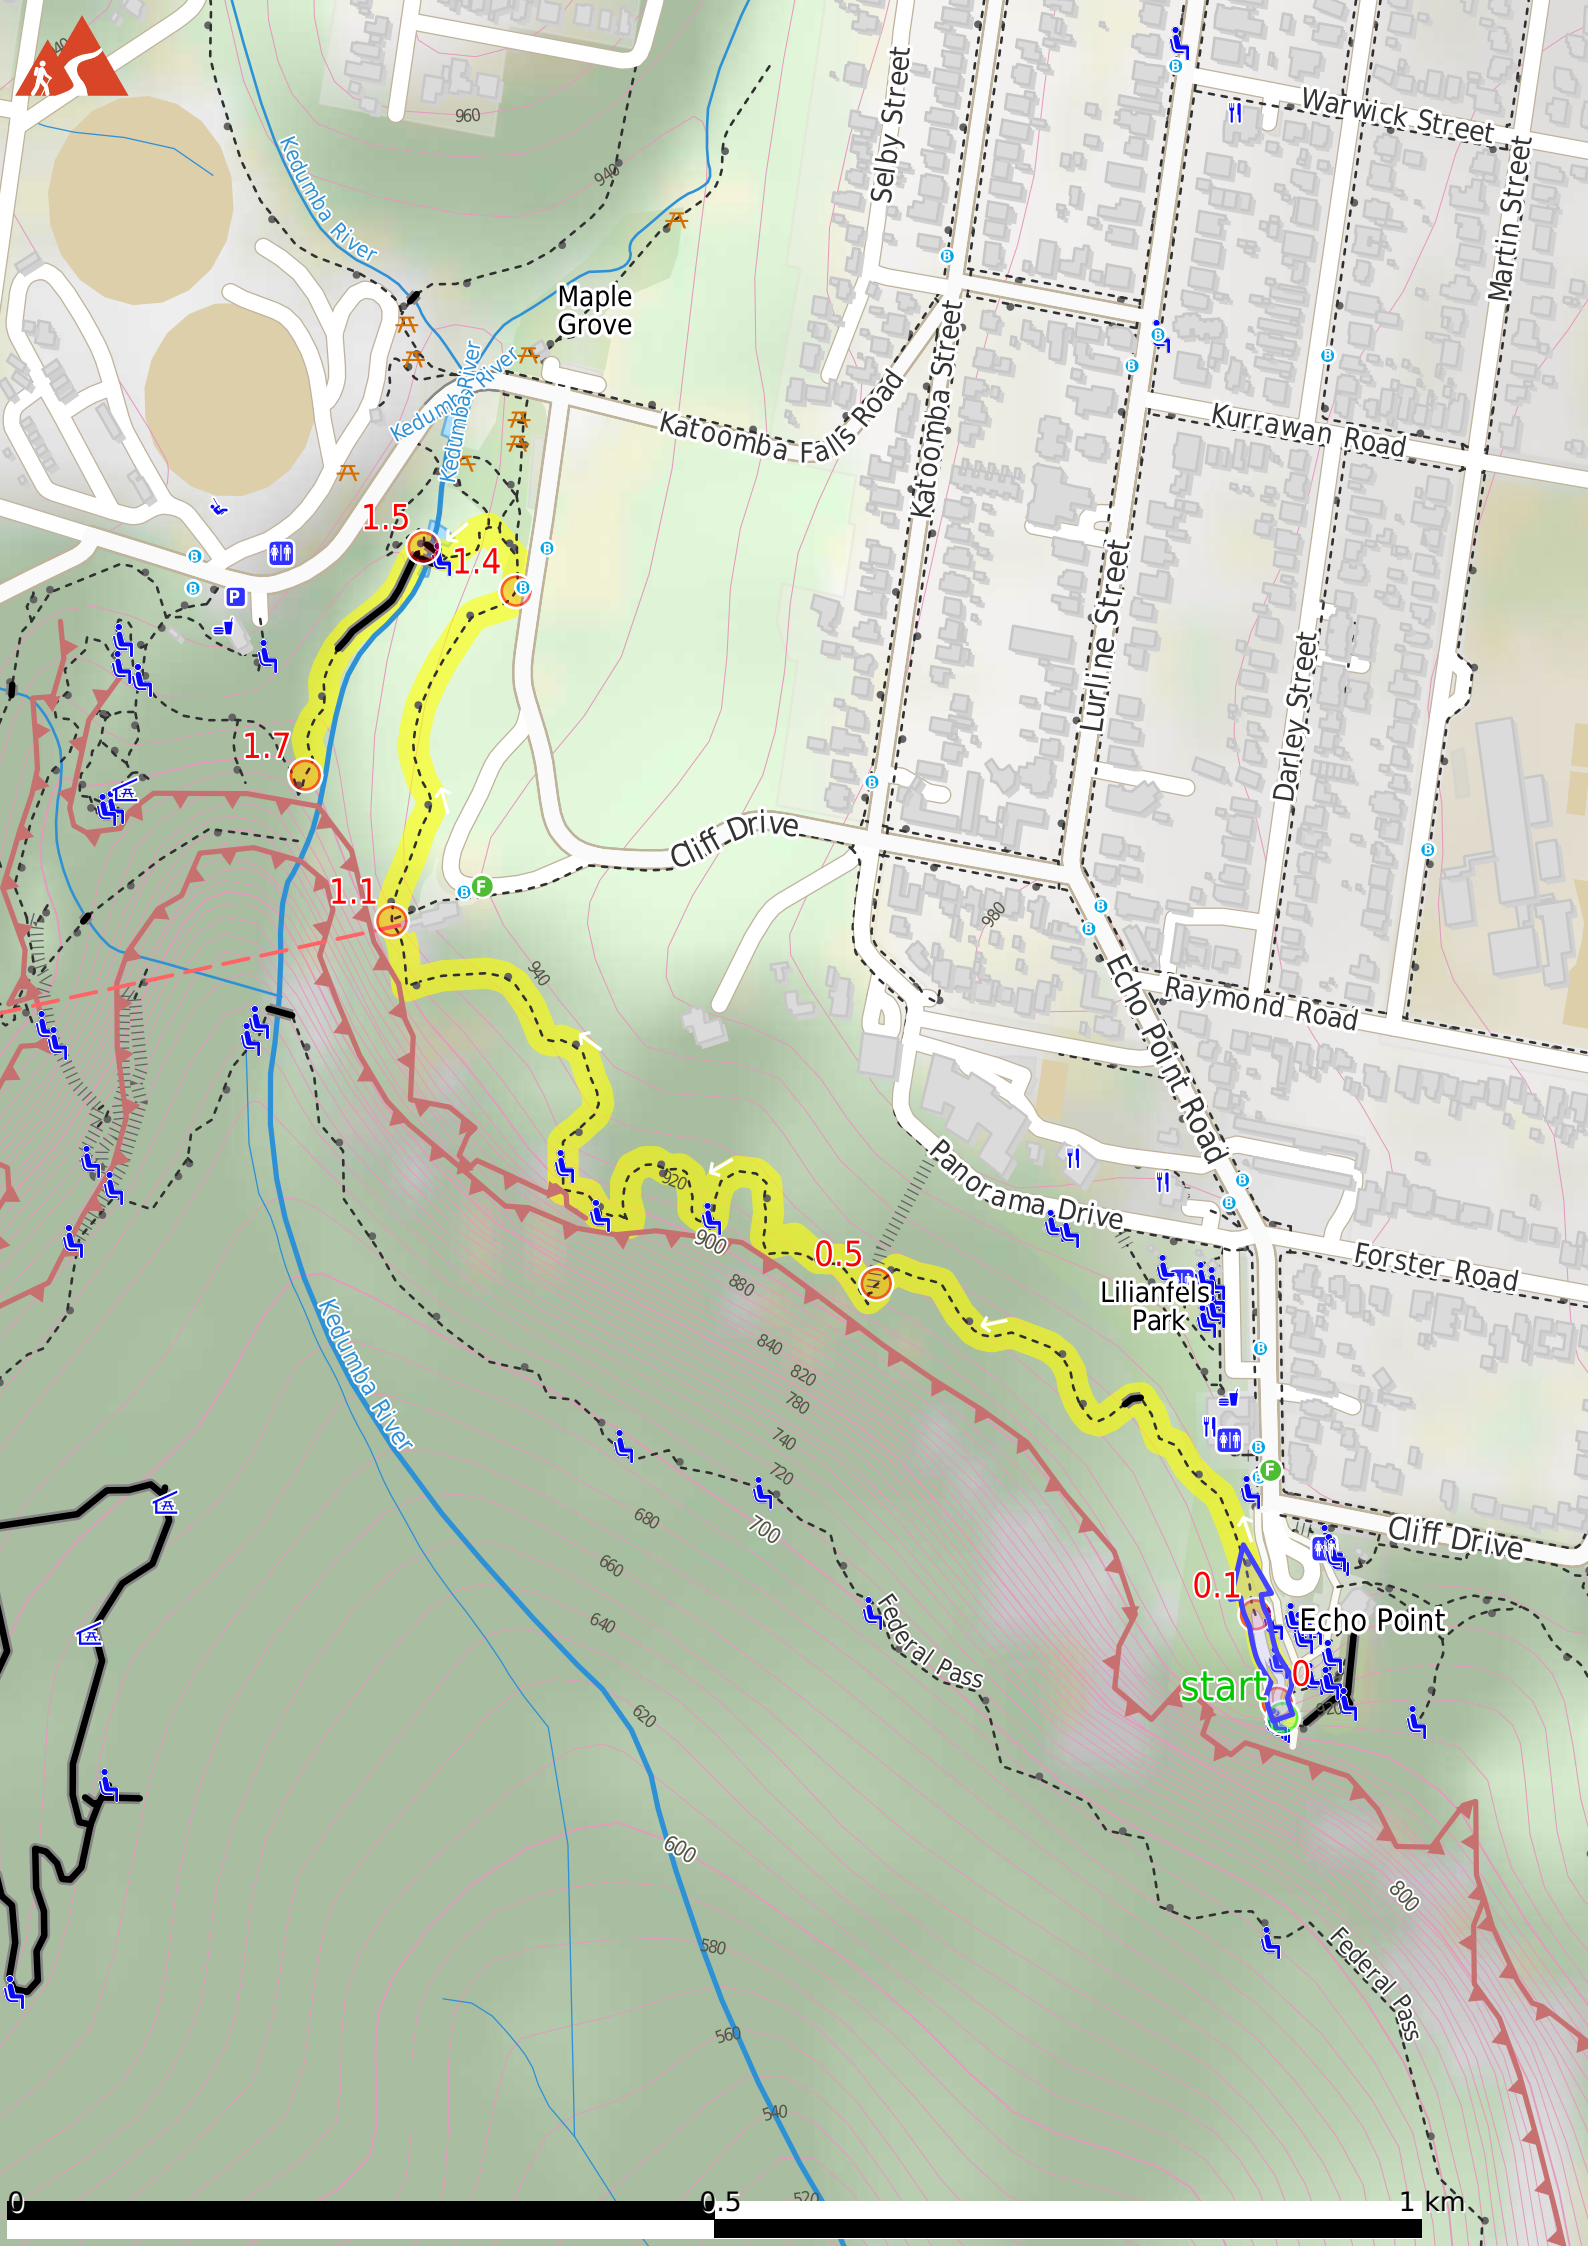 40
960
940
Kedumba River
Maple
Grove
Kedumba River
Kedumba River
Selby Street
Warwick Street
Martin Street
Katoomba Street
Katoomba Falls Road
Kurrawan Road
1.5
1.4
Lurline Street
Darley Street
P
1.7
Cliff Drive
F
1.1
980
940
Echo Point Road
Raymond Road
920
900
0.5
Panorama Drive
Forster Road
Lilianfels
Park
880
840
820
780
740
720
700
680
660
640
620
600
580
560
540
520
Kedumba River
F
Cliff Drive
0.1
Echo Point
0
start
920
Federal Pass
800
Federal Pass
0
0.5
1 km